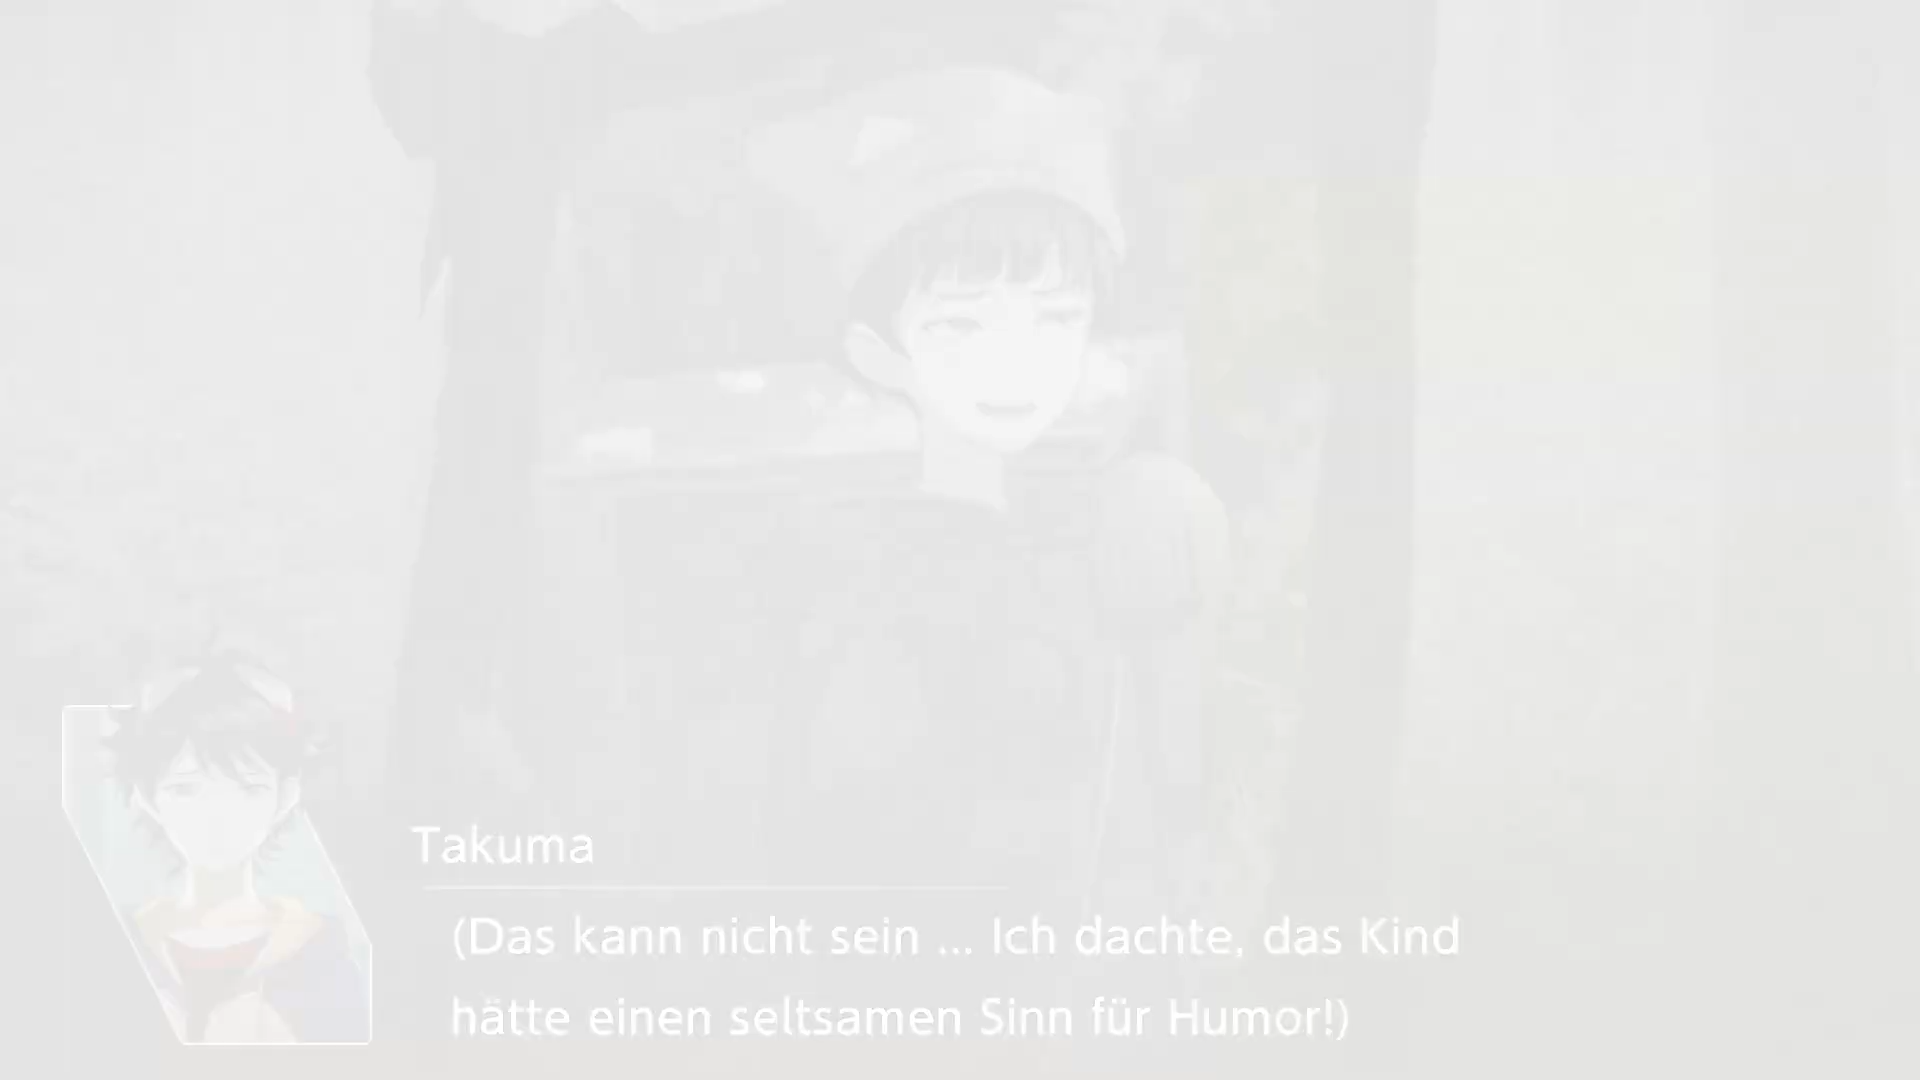 Takuma
(Das kann nicht sein ... Ich dachte, das Kind
hätte einen seltsamen Sinn für Humor!)